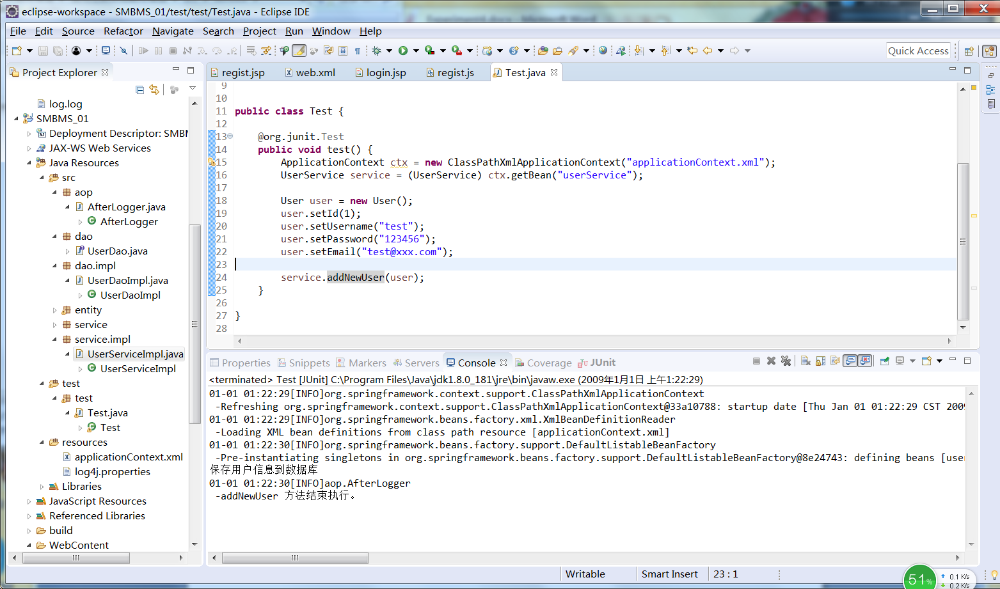 eclipse-workspace - SMBMS_01/test/test/Test.java - Eclipse IDE
File Edit Source Refactor Navigate Search Project Run Window Help
Quick Access
Project Explorer
regist.jsp web.xml login.jsp regist.js Test.java
log.log
SMBMS_01
Deployment Descriptor: SMBM
JAX-WS Web Services
Java Resources
src
aop
AfterLogger.java
AfterLogger
dao
UserDao.java
dao.impl
UserDaoImpl.java
UserDaoImpl
entity
service
service.impl
UserServiceImpl.java
UserServiceImpl
test
test
Test.java
Test
resources
applicationContext.xml
log4j.properties
Libraries
JavaScript Resources
Referenced Libraries
build
WebContent
9
10
11 public class Test {
12
13 @org.junit.Test
14 public void test() {
15 ApplicationContext ctx = new ClassPathXmlApplicationContext("applicationContext.xml");
16 UserService service = (UserService) ctx.getBean("userService");
17
18 User user = new User();
19 user.setId(1);
20 user.setUsername("test");
21 user.setPassword("123456");
22 user.setEmail("test@xxx.com");
23
24 service.addNewUser(user);
25 }
26
27 }
28
Properties Snippets Markers Servers Console Coverage JUnit
<terminated> Test [JUnit] C:\Program Files\Java\jdk1.8.0_181\jre\bin\javaw.exe (2009年1月1日 上午1:22:29)
01-01 01:22:29[INFO]org.springframework.context.support.ClassPathXmlApplicationContext
-Refreshing org.springframework.context.support.ClassPathXmlApplicationContext@33a10788: startup date [Thu Jan 01 01:22:29 CST 2009
01-01 01:22:29[INFO]org.springframework.beans.factory.xml.XmlBeanDefinitionReader
-Loading XML bean definitions from class path resource [applicationContext.xml]
01-01 01:22:30[INFO]org.springframework.beans.factory.support.DefaultListableBeanFactory
-Pre-instantiating singletons in org.springframework.beans.factory.support.DefaultListableBeanFactory@8e24743: defining beans [use
保存用户信息到数据库
01-01 01:22:30[INFO]aop.AfterLogger
-addNewUser 方法结束执行。
Writable Smart Insert 23 : 1
51%
0.1 K/s
0.2 K/s